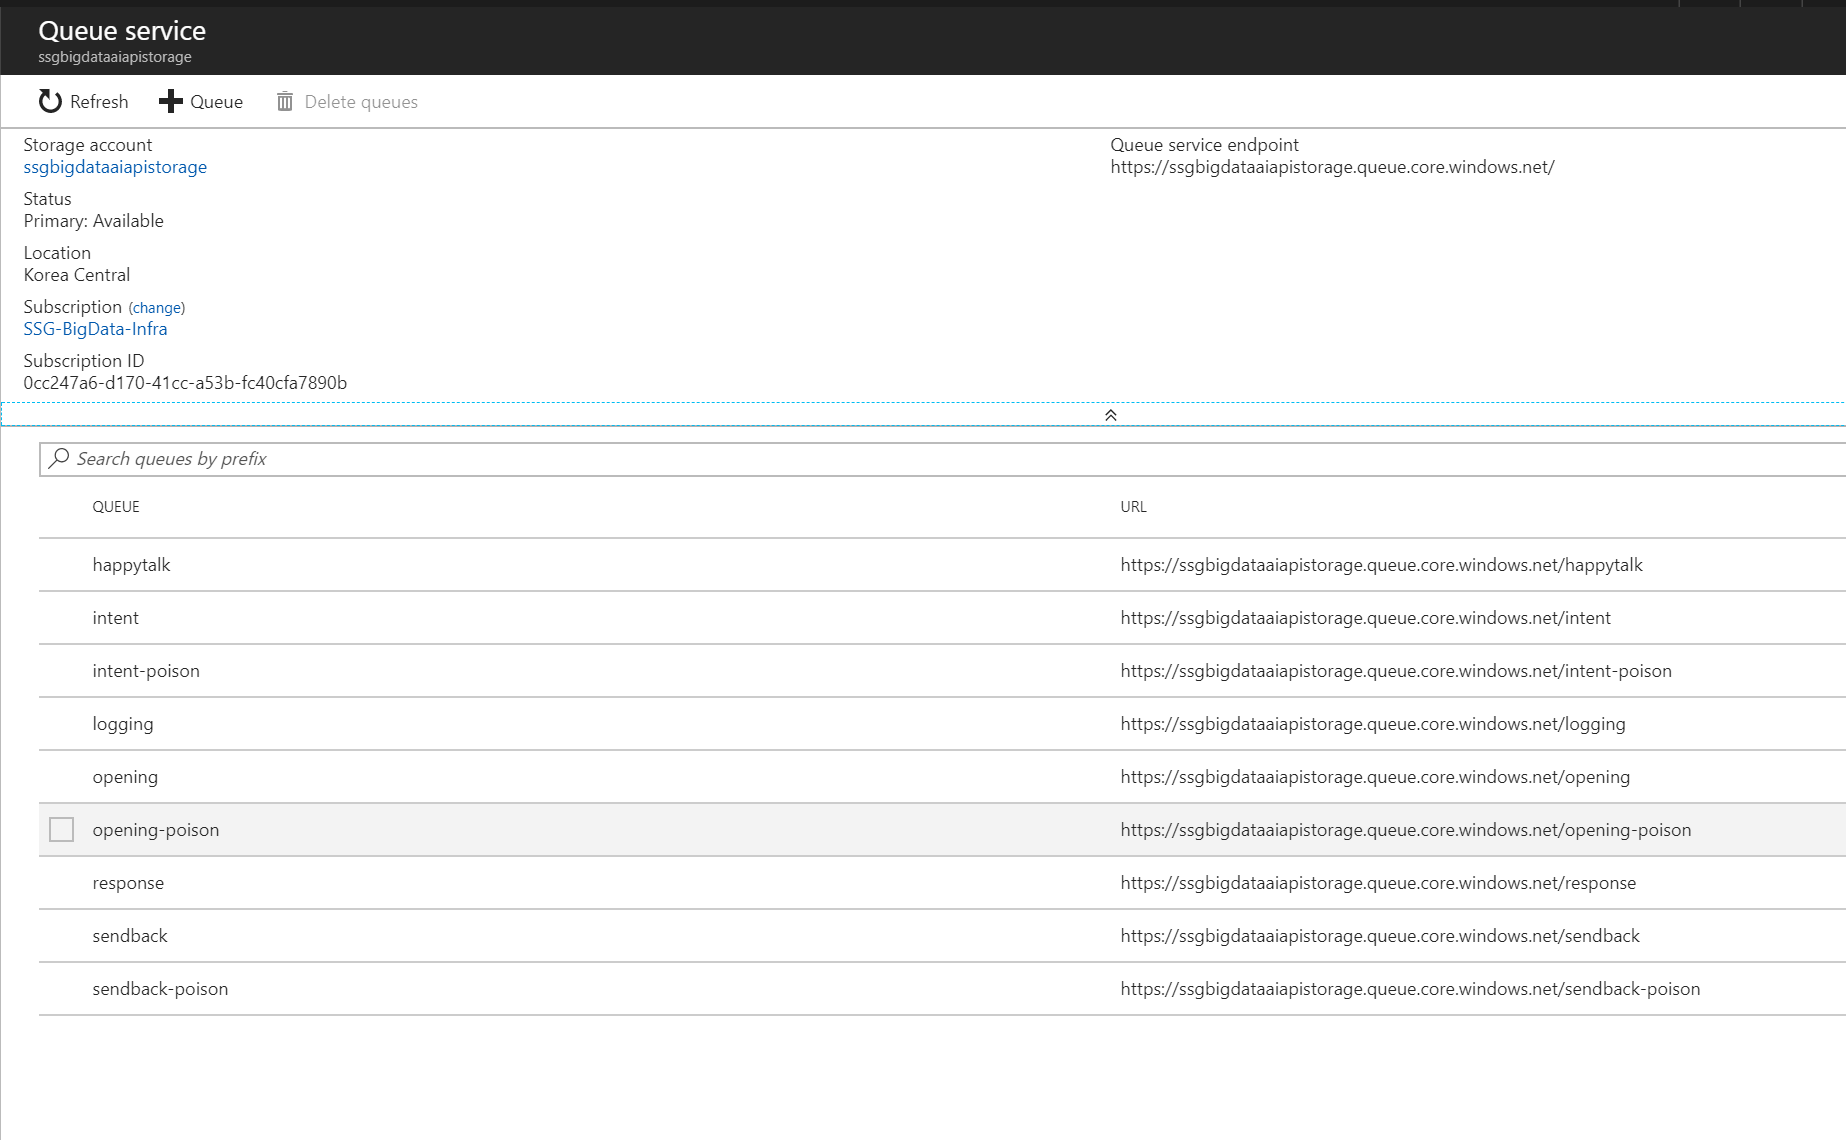 Queue service
ssgbigdataaiapistorage
Refresh Queue Delete queues
Storage account
ssgbigdataaiapistorage
Status
Primary: Available
Location
Korea Central
Subscription (change)
SSG-BigData-Infra
Subscription ID
0cc247a6-d170-41cc-a53b-fc40cfa7890b
Queue service endpoint
https://ssgbigdataaiapistorage.queue.core.windows.net/
Search queues by prefix
QUEUE URL
happytalk https://ssgbigdataaiapistorage.queue.core.windows.net/happytalk
intent https://ssgbigdataaiapistorage.queue.core.windows.net/intent
intent-poison https://ssgbigdataaiapistorage.queue.core.windows.net/intent-poison
logging https://ssgbigdataaiapistorage.queue.core.windows.net/logging
opening https://ssgbigdataaiapistorage.queue.core.windows.net/opening
opening-poison https://ssgbigdataaiapistorage.queue.core.windows.net/opening-poison
response https://ssgbigdataaiapistorage.queue.core.windows.net/response
sendback https://ssgbigdataaiapistorage.queue.core.windows.net/sendback
sendback-poison https://ssgbigdataaiapistorage.queue.core.windows.net/sendback-poison